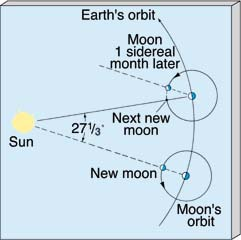 Earth's orbit
Moon
1 sidereal
month later
Next new
moon
27 1/3°
Sun
New moon
Moon's
orbit